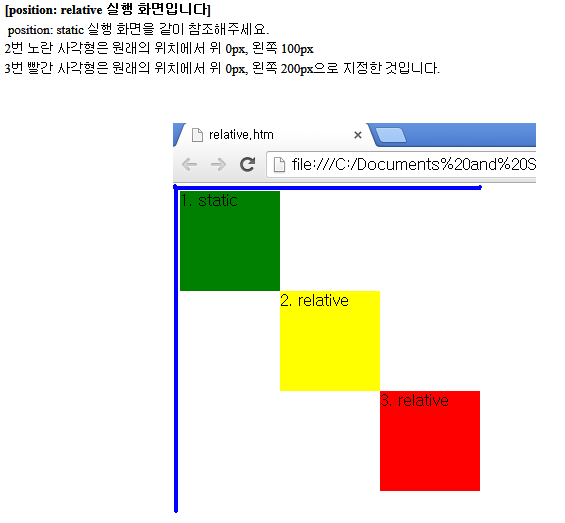 [position: relative 실행 화면입니다]
position: static 실행 화면을 같이 참조해주세요.
2번 노란 사각형은 원래의 위치에서 위 0px, 왼쪽 100px
3번 빨간 사각형은 원래의 위치에서 위 0px, 왼쪽 200px으로 지정한 것입니다.
relative.htm
file:///C:/Documents%20and%20S
1. static
2. relative
3. relative